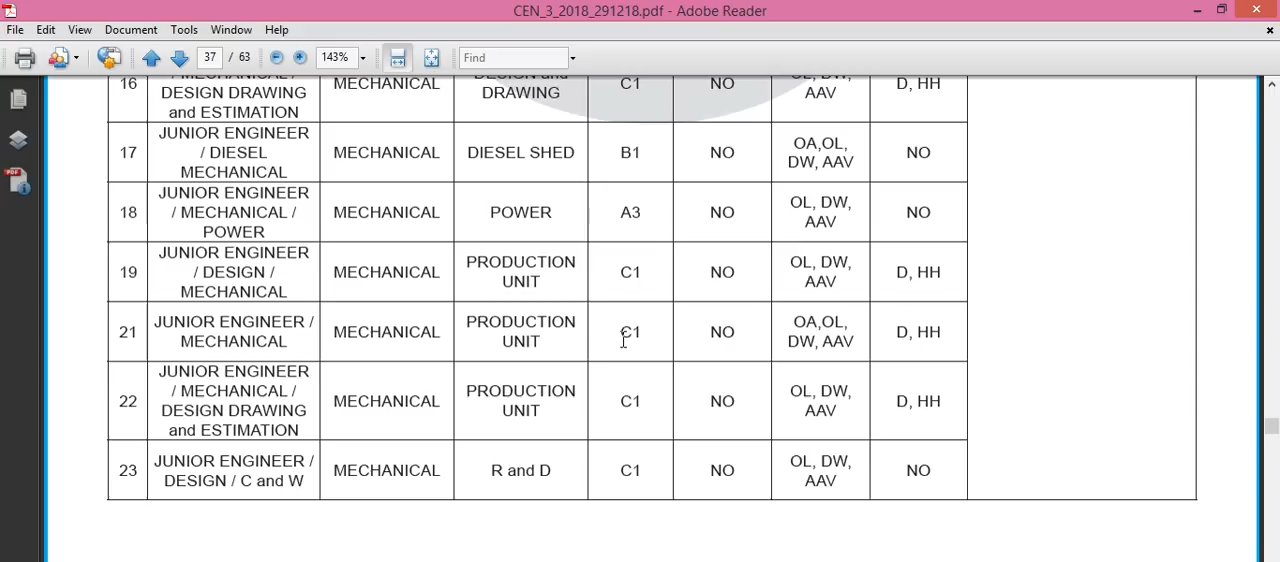 CEN_3_2018_291218.pdf - Adobe Reader
File Edit View Document Tools Window Help
37 / 63 143% Find
16 / MECHANICAL / DESIGN DRAWING and ESTIMATION MECHANICAL DESIGN and DRAWING C1 NO OL, DW, AAV D, HH
17 JUNIOR ENGINEER / DIESEL MECHANICAL MECHANICAL DIESEL SHED B1 NO OA,OL, DW, AAV NO
18 JUNIOR ENGINEER / MECHANICAL / POWER MECHANICAL POWER A3 NO OL, DW, AAV NO
19 JUNIOR ENGINEER / DESIGN / MECHANICAL MECHANICAL PRODUCTION UNIT C1 NO OL, DW, AAV D, HH
21 JUNIOR ENGINEER / MECHANICAL MECHANICAL PRODUCTION UNIT C1 NO OA,OL, DW, AAV D, HH
22 JUNIOR ENGINEER / MECHANICAL / DESIGN DRAWING and ESTIMATION MECHANICAL PRODUCTION UNIT C1 NO OL, DW, AAV D, HH
23 JUNIOR ENGINEER / DESIGN / C and W MECHANICAL R and D C1 NO OL, DW, AAV NO